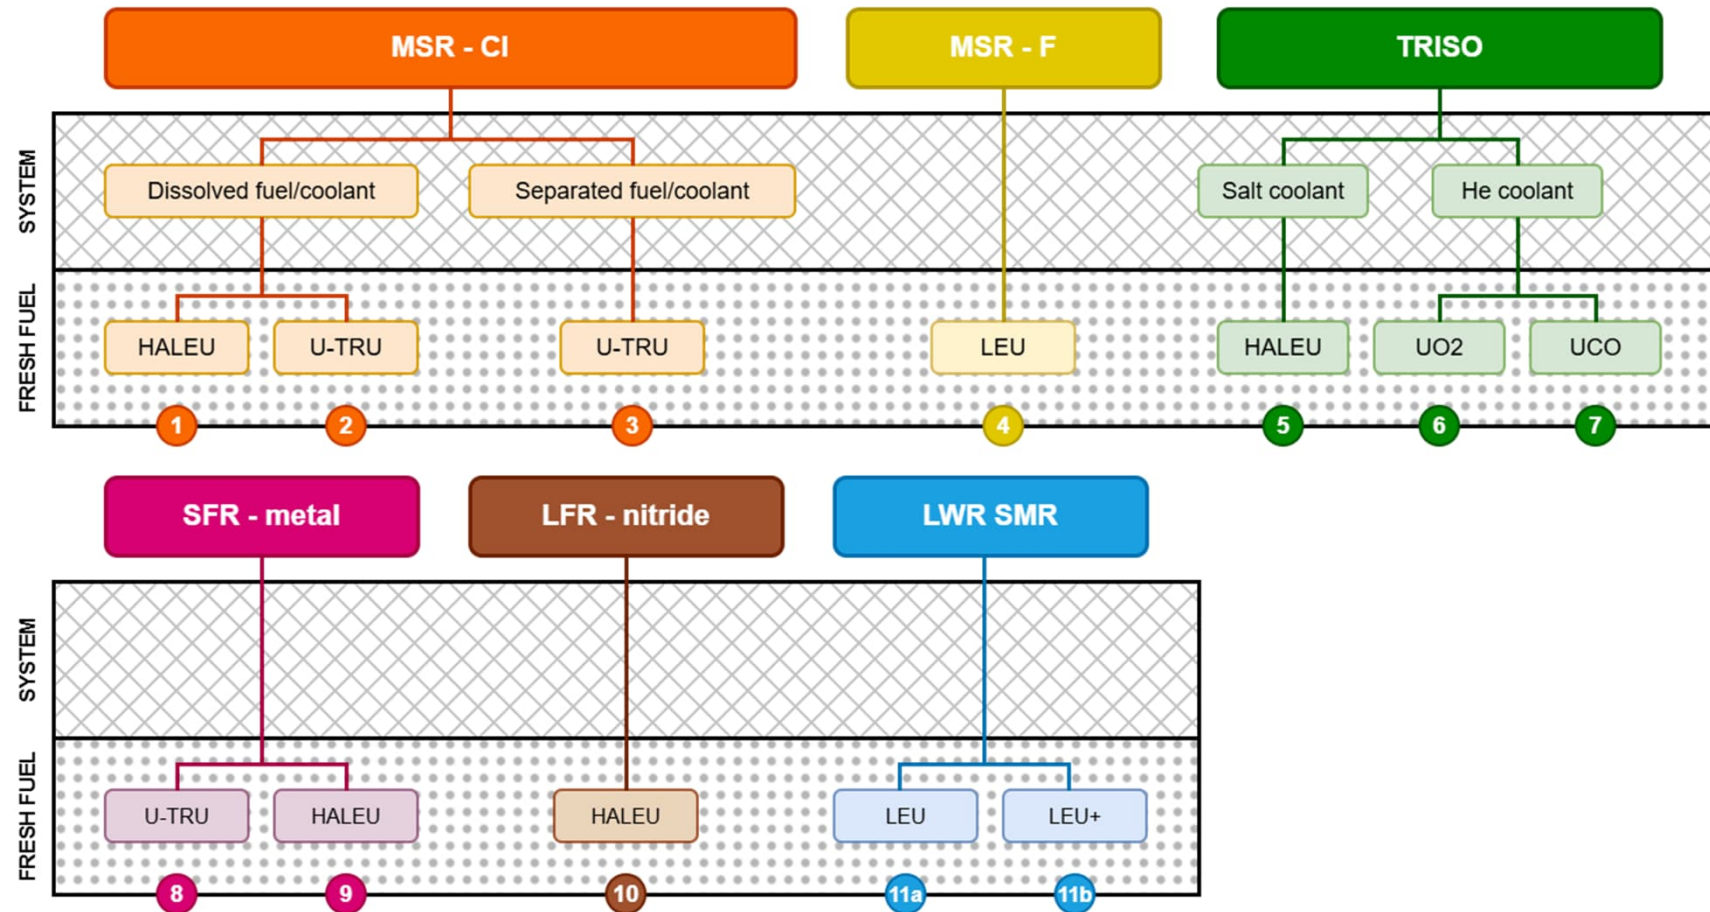 MSR - Cl
MSR - F
TRISO
SYSTEM
Dissolved fuel/coolant
Separated fuel/coolant
Salt coolant
He coolant
FRESH FUEL
HALEU
U-TRU
U-TRU
LEU
HALEU
UO2
UCO
1
2
3
4
5
6
7
SFR - metal
LFR - nitride
LWR SMR
SYSTEM
FRESH FUEL
U-TRU
HALEU
HALEU
LEU
LEU+
8
9
10
11a
11b